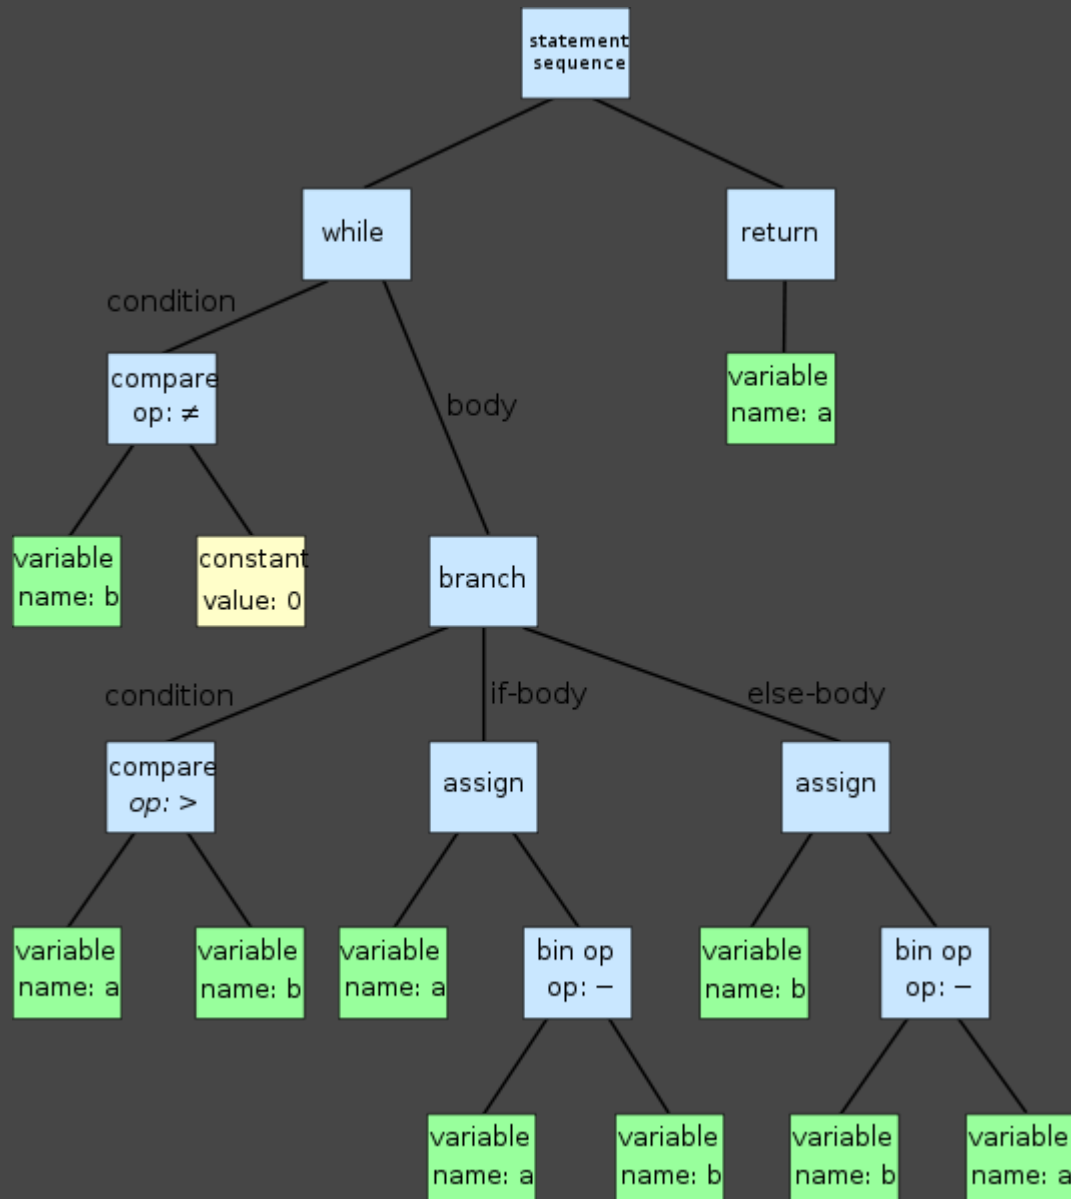 statement
sequence
while
return
condition
compare
op: ≠
body
variable
name: a
variable
name: b
constant
value: 0
branch
condition
if-body
else-body
compare
op: >
assign
assign
variable
name: a
variable
name: b
variable
name: a
bin op
op: −
variable
name: b
bin op
op: −
variable
name: a
variable
name: b
variable
name: b
variable
name: a